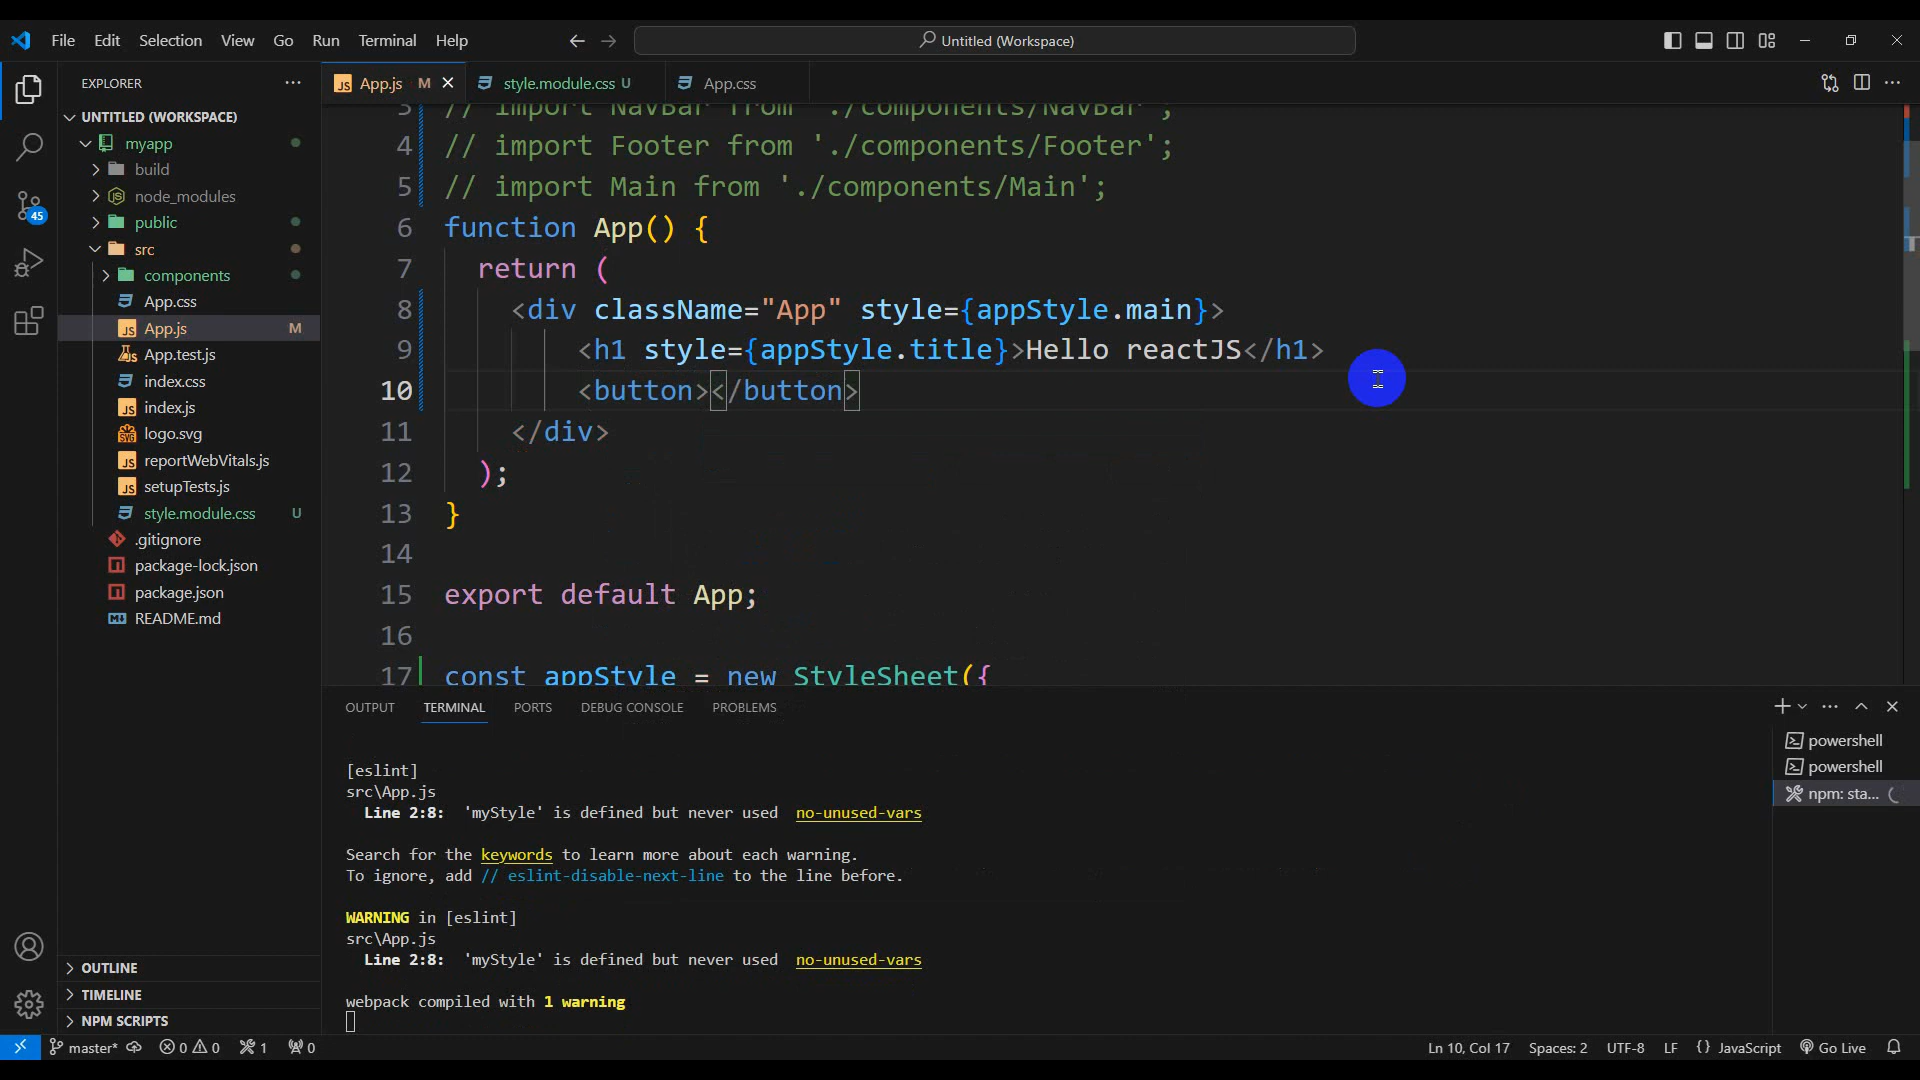 File Edit Selection View Go Run Terminal Help
Untitled (Workspace)
EXPLORER
UNTITLED (WORKSPACE)
myapp
build
node_modules
public
src
components
App.css
App.js M
App.test.js
index.css
index.js
logo.svg
reportWebVitals.js
setupTests.js
style.module.css U
.gitignore
package-lock.json
package.json
README.md
OUTLINE
TIMELINE
NPM SCRIPTS
45
App.js M
style.module.css U
App.css
3 // import NavBar from './components/NavBar';
4 // import Footer from './components/Footer';
5 // import Main from './components/Main';
6 function App() {
7 return (
8 <div className="App" style={appStyle.main}>
9 <h1 style={appStyle.title}>Hello reactJS</h1>
10 <button></button>
11 </div>
12 );
13 }
14
15 export default App;
16
17 const appStyle = new StyleSheet({
OUTPUT TERMINAL PORTS DEBUG CONSOLE PROBLEMS
[eslint]
src\App.js
Line 2:8: 'myStyle' is defined but never used no-unused-vars
Search for the keywords to learn more about each warning.
To ignore, add // eslint-disable-next-line to the line before.
WARNING in [eslint]
src\App.js
Line 2:8: 'myStyle' is defined but never used no-unused-vars
webpack compiled with 1 warning
powershell
powershell
npm: sta...
master* 0 0 1 0
Ln 10, Col 17 Spaces: 2 UTF-8 LF {} JavaScript Go Live